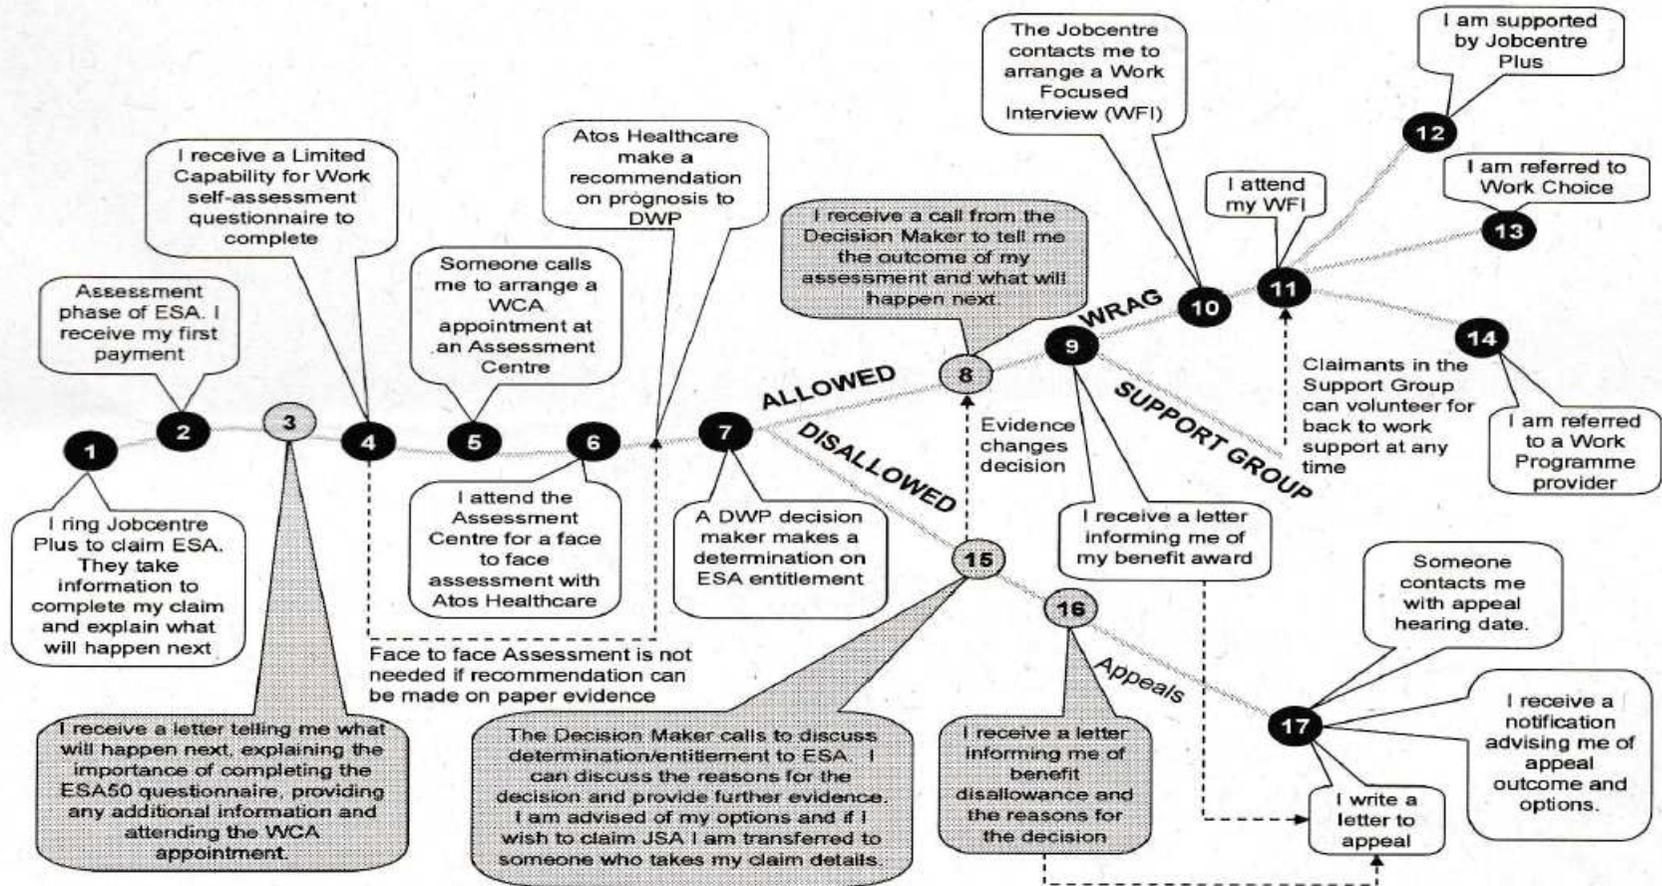 I ring Jobcentre
Plus to claim ESA.
They take
information to
complete my claim
and explain what
will happen next
1
Assessment
phase of ESA. I
receive my first
payment
2
3
I receive a letter telling me what
will happen next, explaining the
importance of completing the
ESA50 questionnaire, providing
any additional information and
attending the WCA
appointment.
I receive a Limited
Capability for Work
self-assessment
questionnaire to
complete
4
Face to face Assessment is not
needed if recommendation can
be made on paper evidence
Someone calls
me to arrange a
WCA
appointment at
an Assessment
Centre
5
6
I attend the
Assessment
Centre for a face
to face
assessment with
Atos Healthcare
Atos Healthcare
make a
recommendation
on prognosis to
DWP
7
A DWP decision
maker makes a
determination on
ESA entitlement
ALLOWED
DISALLOWED
I receive a call from the
Decision Maker to tell me
the outcome of my
assessment and what will
happen next.
8
Evidence
changes
decision
9
I receive a letter
informing me of
my benefit award
WRAG
SUPPORT GROUP
The Jobcentre
contacts me to
arrange a Work
Focused
Interview (WFI)
10
I attend
my WFI
11
Claimants in the
Support Group
can volunteer for
back to work
support at any
time
I am supported
by Jobcentre
Plus
12
I am referred to
Work Choice
13
14
I am referred
to a Work
Programme
provider
15
The Decision Maker calls to discuss
determination/entitlement to ESA. I
can discuss the reasons for the
decision and provide further evidence.
I am advised of my options and if I
wish to claim JSA I am transferred to
someone who takes my claim details.
16
I receive a letter
informing me of
benefit
disallowance and
the reasons for
the decision
Appeals
17
Someone
contacts me
with appeal
hearing date.
I receive a
notification
advising me of
appeal
outcome and
options.
I write a
letter to
appeal